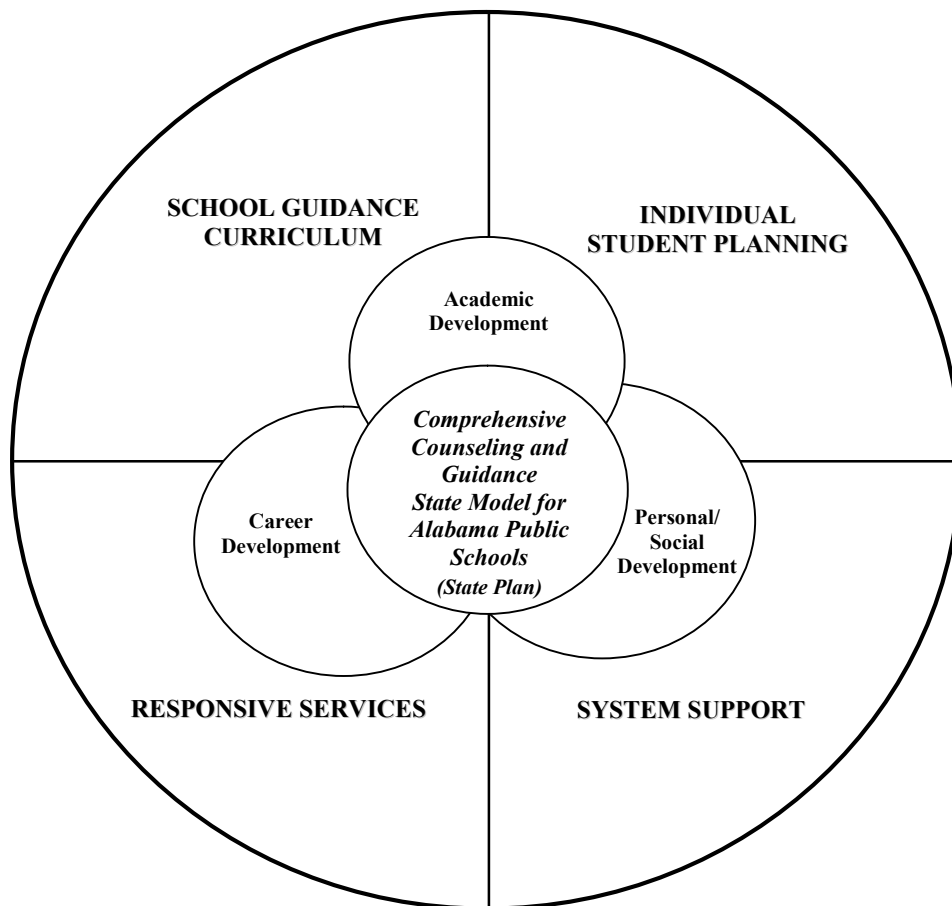 SCHOOL GUIDANCE
CURRICULUM
INDIVIDUAL
STUDENT PLANNING
Academic
Development
Comprehensive
Counseling and
Guidance
State Model for
Alabama Public
Schools
(State Plan)
Career
Development
Personal/
Social
Development
RESPONSIVE SERVICES
SYSTEM SUPPORT